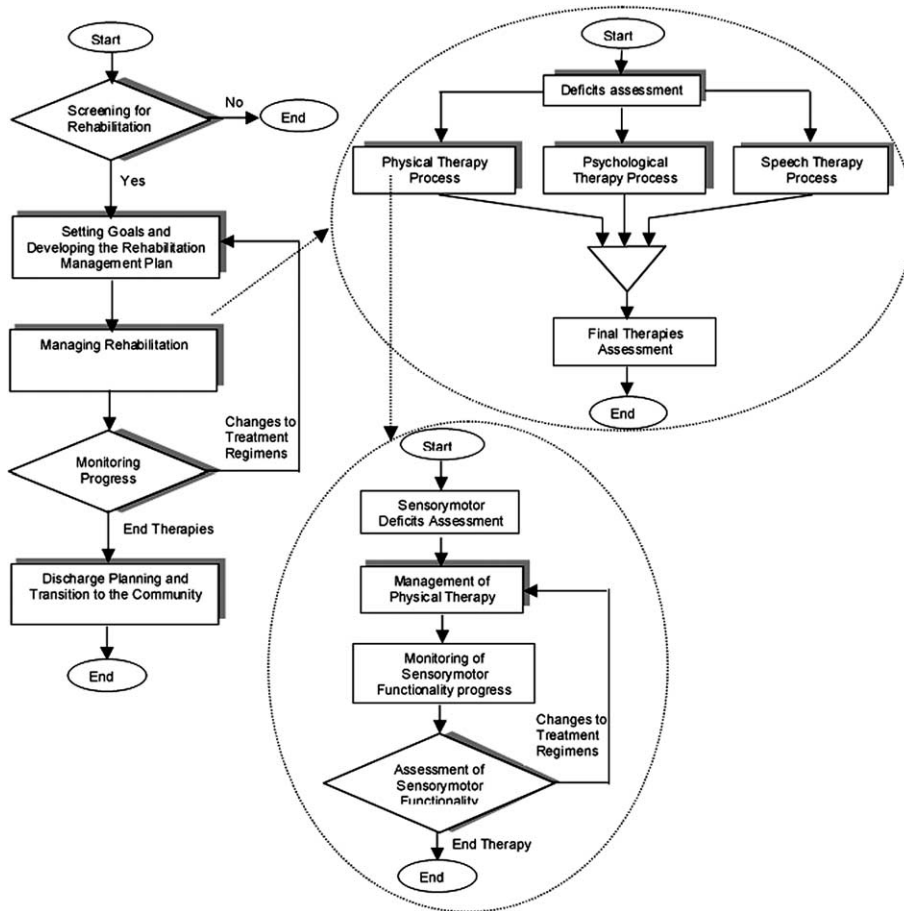 Start
Screening for
Rehabilitation
No
End
Yes
Setting Goals and
Developing the Rehabilitation
Management Plan
Managing Rehabilitation
Changes to
Treatment
Regimens
Monitoring
Progress
End Therapies
Discharge Planning and
Transition to the Community
End
Start
Deficits assessment
Physical Therapy
Process
Psychological
Therapy Process
Speech Therapy
Process
Final Therapies
Assessment
End
Start
Sensorymotor
Deficits Assessment
Management of
Physical Therapy
Monitoring of
Sensorymotor
Functionality progress
Changes to
Treatment
Regimens
Assessment of
Sensorymotor
Functionality
End Therapy
End